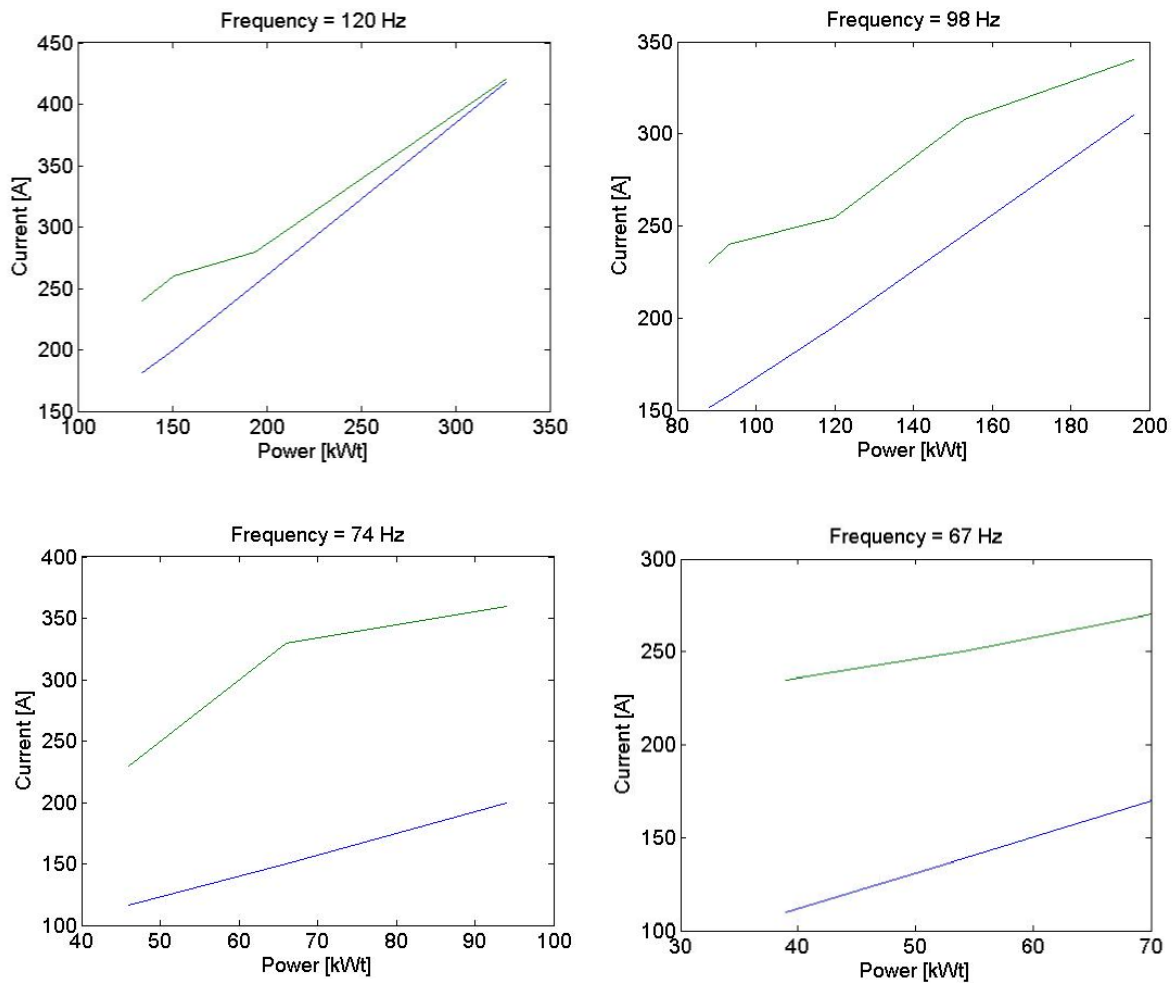 Frequency = 120 Hz
450
400
350
300
250
200
150
Current [A]
100 150 200 250 300 350
Power [kWt]
Frequency = 98 Hz
350
300
250
200
150
Current [A]
80 100 120 140 160 180 200
Power [kWt]
Frequency = 74 Hz
400
350
300
250
200
150
100
Current [A]
40 50 60 70 80 90 100
Power [kWt]
Frequency = 67 Hz
300
250
200
150
100
Current [A]
30 40 50 60 70
Power [kWt]